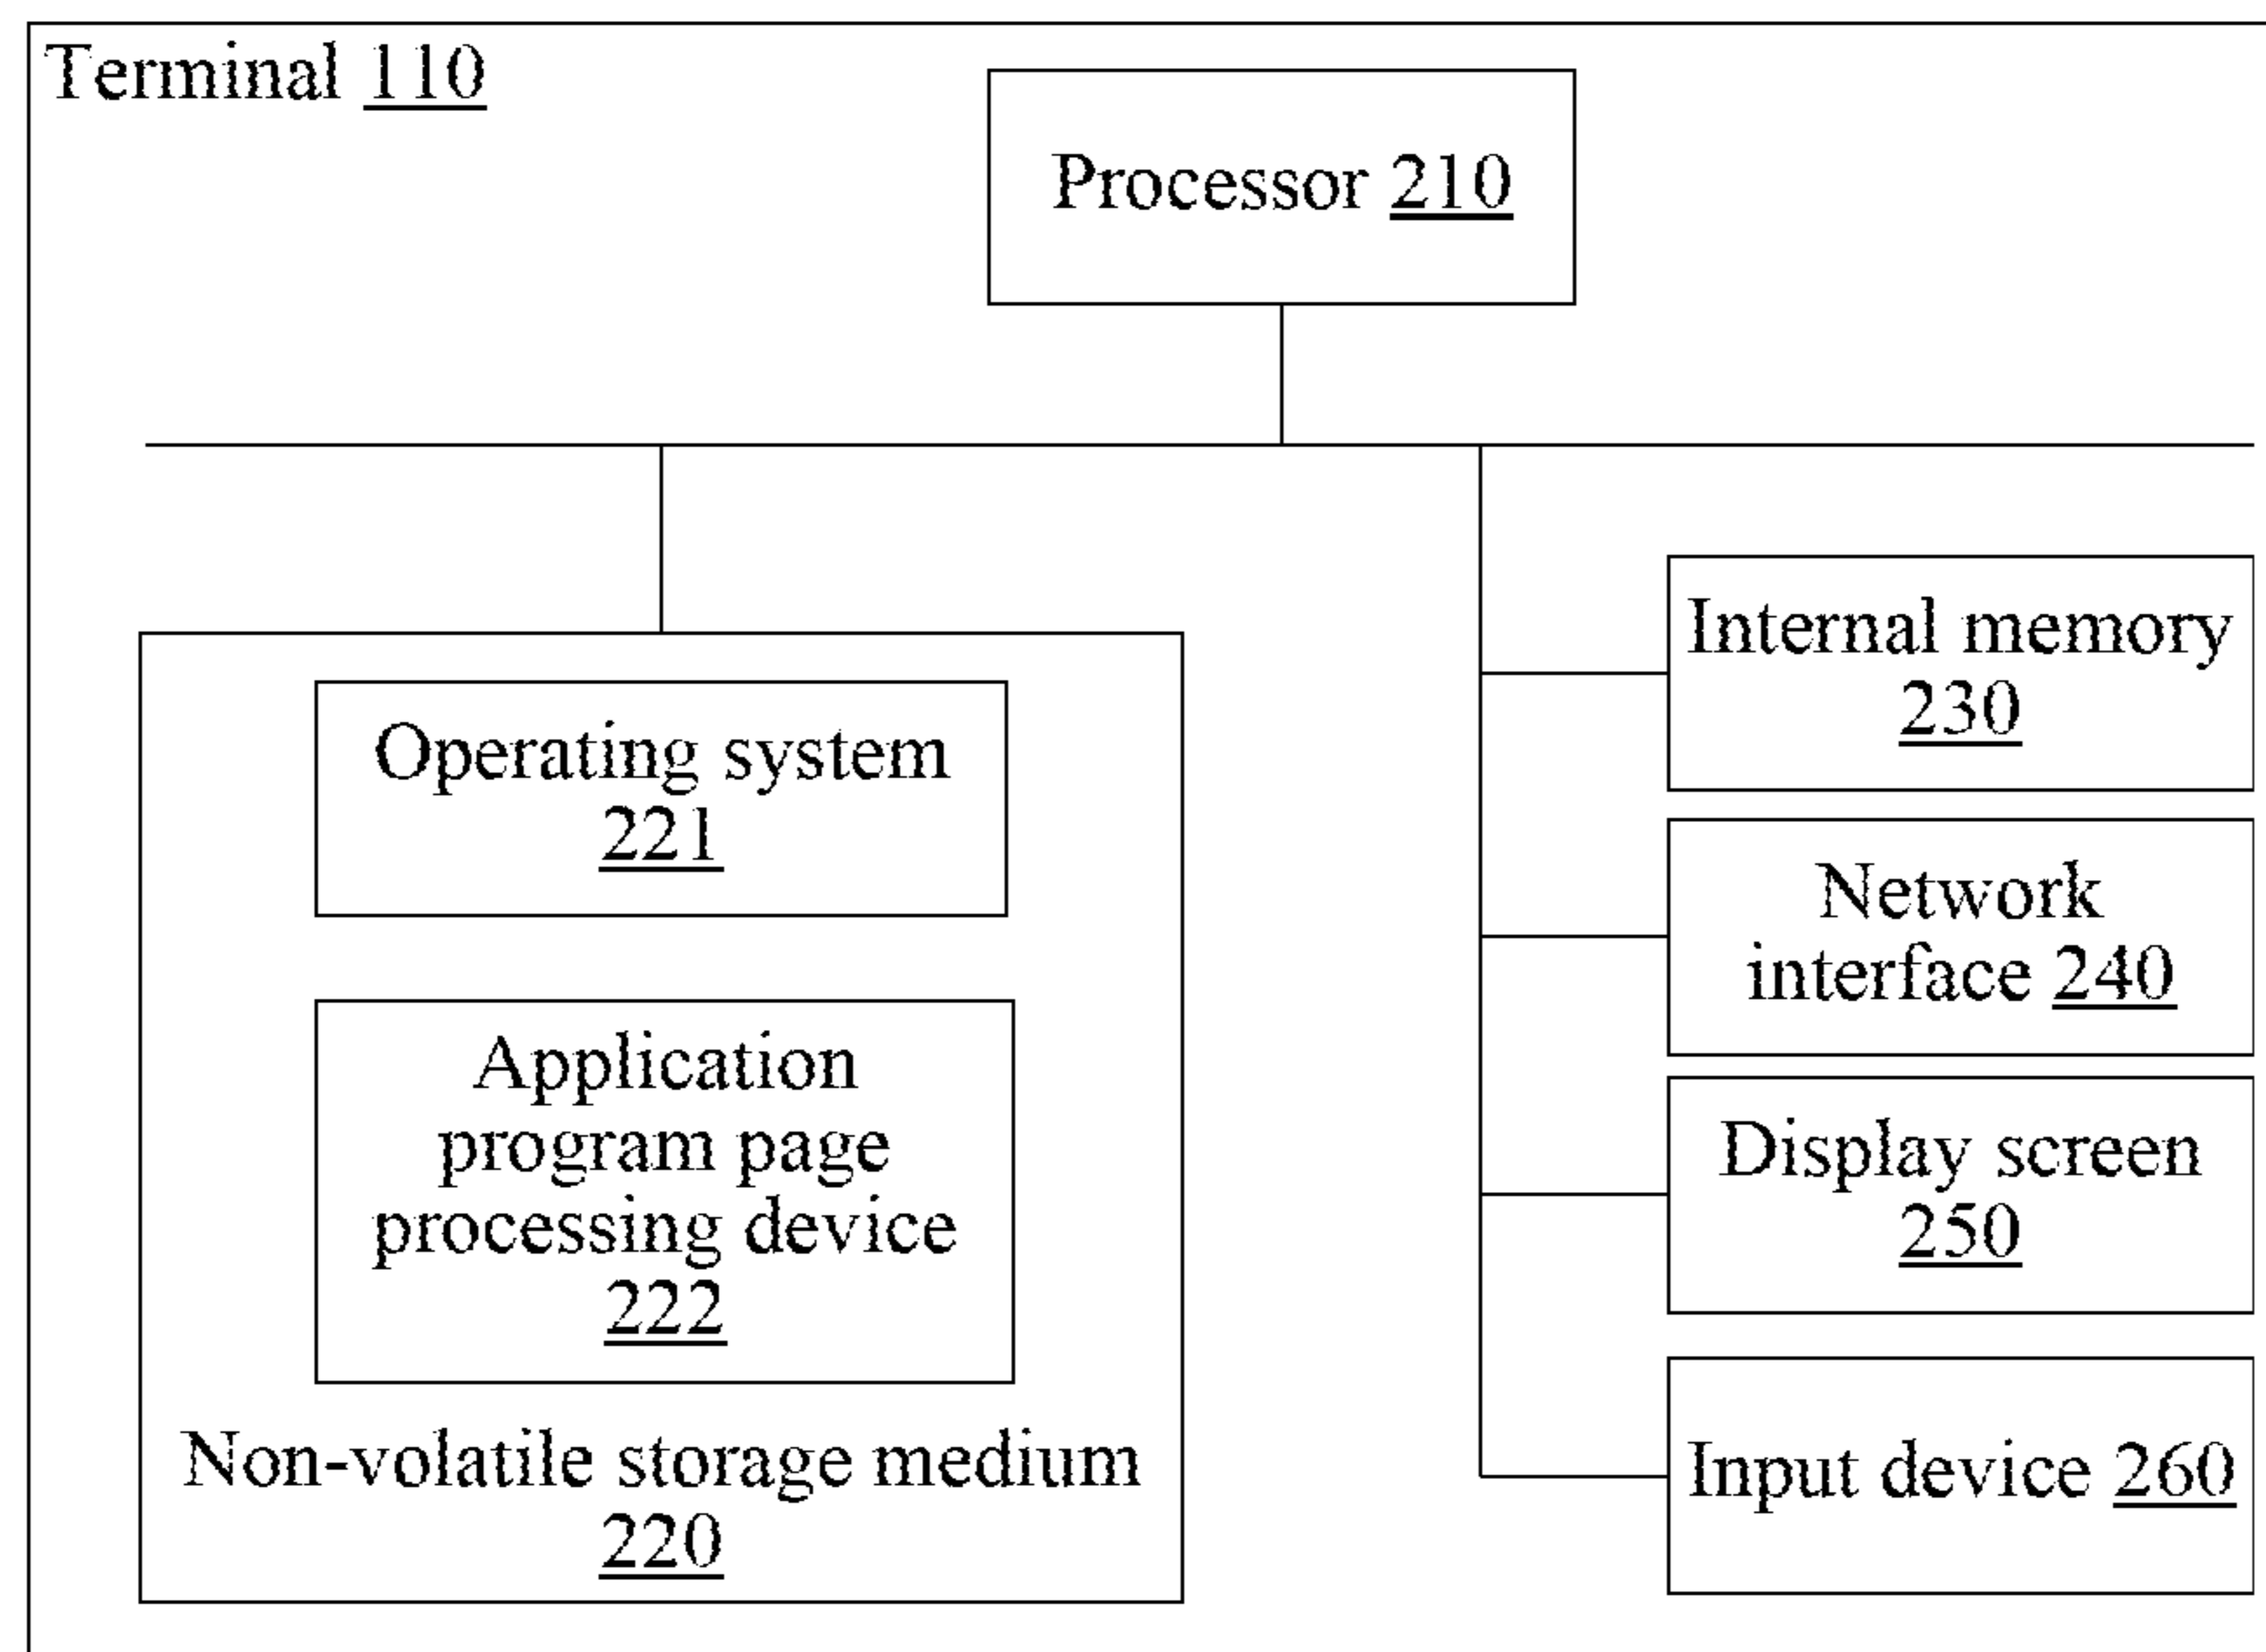 Terminal 110
Processor 210
Operating system
221
Application
program page
processing device
222
Non-volatile storage medium
220
Internal memory
230
Network
interface 240
Display screen
250
Input device 260